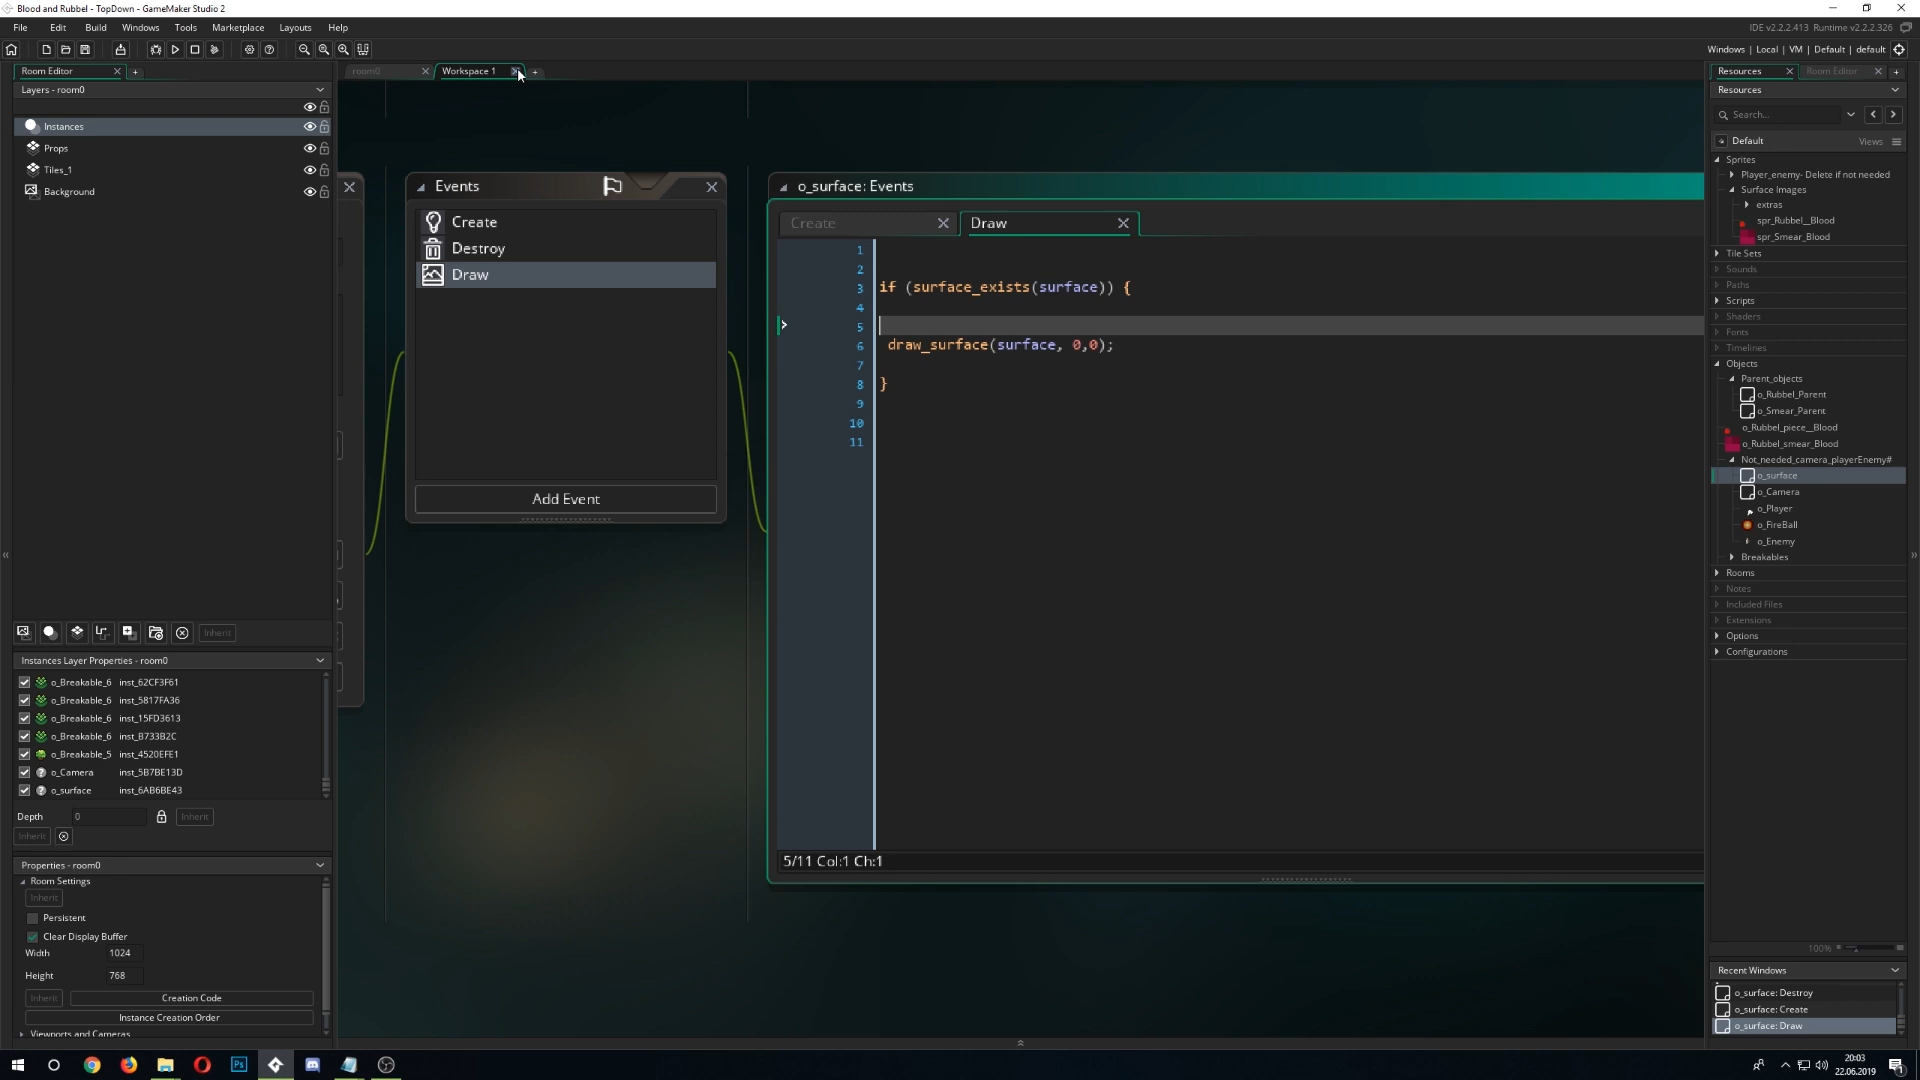 Blood and Rubbel - TopDown - GameMaker Studio 2
File Edit Build Windows Tools Marketplace Layouts Help
IDE v2.2.2.413 Runtime v2.2.2.326
Windows | Local | VM | Default | default
Room Editor
Layers - room0
Instances
Props
Tiles_1
Background
Inherit
Instances Layer Properties - room0
o_Breakable_6 inst_62CF3F61
o_Breakable_6 inst_5817FA36
o_Breakable_6 inst_15FD3613
o_Breakable_6 inst_B733B2C
o_Breakable_5 inst_4520EFE1
o_Camera inst_5B7BE13D
o_surface inst_6AB6BE43
Depth 0 Inherit
Inherit
Properties - room0
Room Settings
Inherit
Persistent
Clear Display Buffer
Width 1024
Height 768
Inherit Creation Code
Instance Creation Order
Viewports and Cameras
room0 Workspace 1
Events
Create
Destroy
Draw
Add Event
o_surface: Events
Create Draw
1
2
3 if (surface_exists(surface)) {
4
5
6 draw_surface(surface, 0,0);
7
8 }
9
10
11
5/11 Col:1 Ch:1
Resources Room Editor
Resources
Search...
Default Views
Sprites
Player_enemy- Delete if not needed
Surface Images
extras
spr_Rubbel__Blood
spr_Smear_Blood
Tile Sets
Sounds
Paths
Scripts
Shaders
Fonts
Timelines
Objects
Parent_objects
o_Rubbel_Parent
o_Smear_Parent
o_Rubbel_piece__Blood
o_Rubbel_smear_Blood
Not_needed_camera_playerEnemy#
o_surface
o_Camera
o_Player
o_FireBall
o_Enemy
Breakables
Rooms
Notes
Included Files
Extensions
Options
Configurations
100%
Recent Windows
o_surface: Destroy
o_surface: Create
o_surface: Draw
20:03
22.06.2019